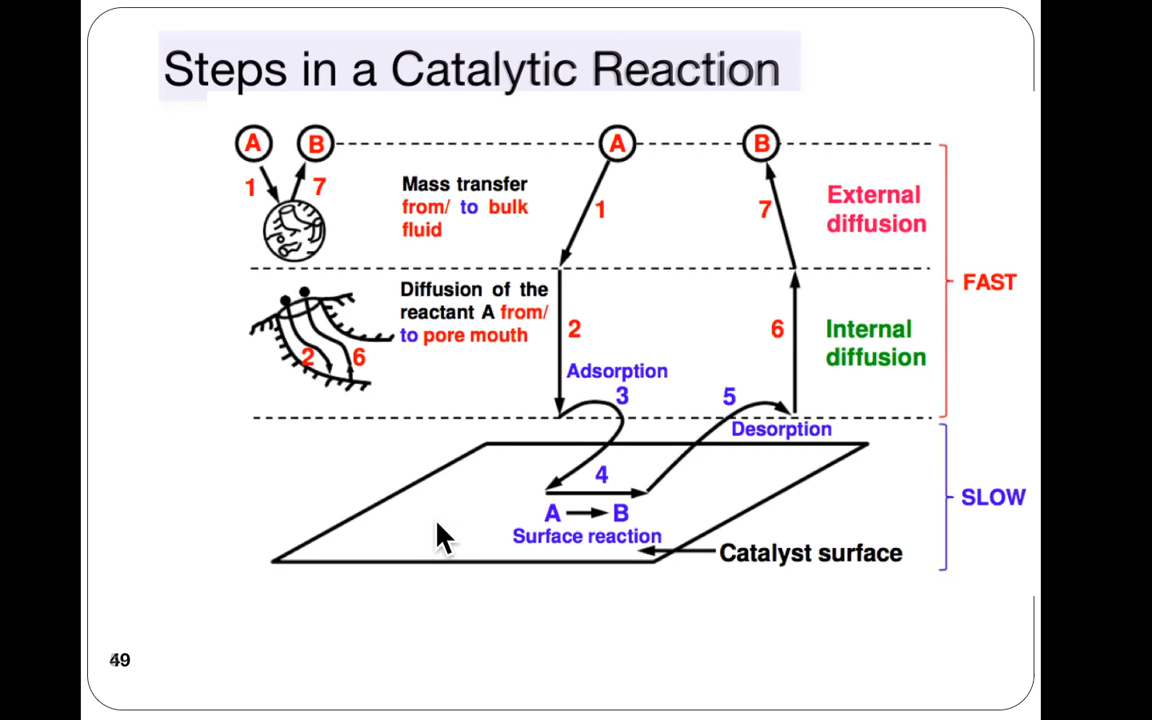 Steps in a Catalytic Reaction
A B A B
1 7
Mass transfer
from/ to bulk
fluid
1 7
External
diffusion
FAST
Diffusion of the
reactant A from/
to pore mouth
2 6
2 6
Internal
diffusion
Adsorption
3 5
Desorption
4
A B
Surface reaction
SLOW
Catalyst surface
49